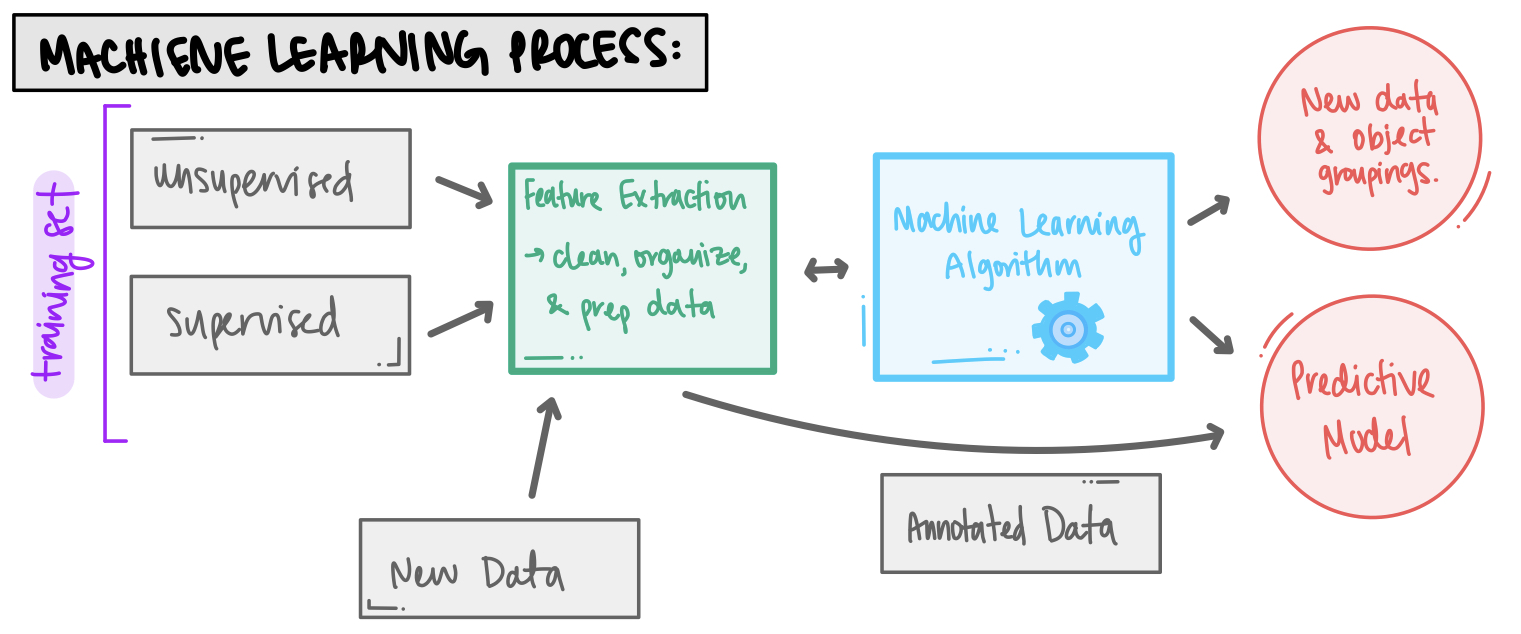 MACHIENE LEARNING PROCESS:
training set
unsupervised
supervised
Feature Extraction
→ clean, organize,
& prep data
Machine Learning
Algorithm
New data
& object
groupings.
Predictive
Model
New Data
Annotated Data